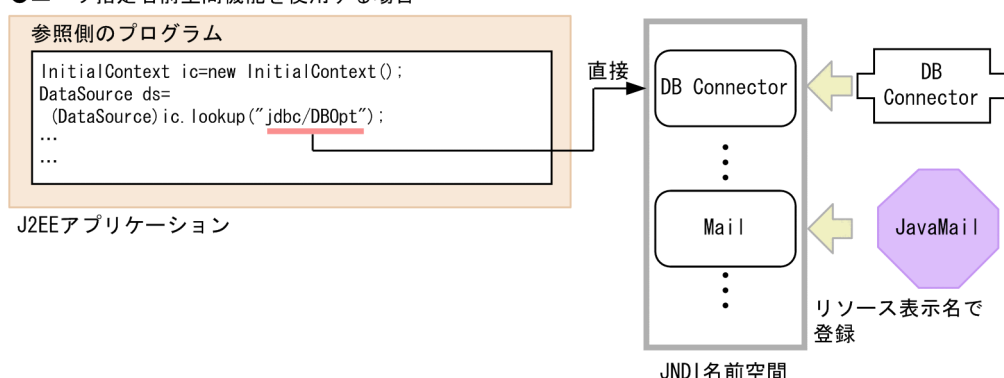 参照側のプログラム
InitialContext ic=new InitialContext();
DataSource ds=
(DataSource)ic.lookup("jdbc/DBOpt");
…
…
J2EEアプリケーション
直接
DB Connector
Mail
DB
Connector
JavaMail
リソース表示名で
登録
JNDI名前空間